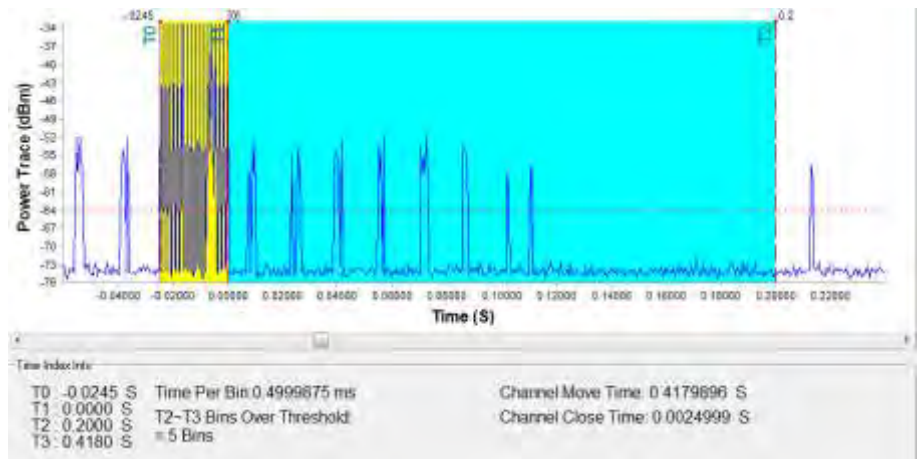 -.0245 0 0.2
T0 T1 T2
-34
-37
-40
-43
-46
-49
-52
-55
-58
-61
-64
-67
-70
-73
-76
Power Trace (dBm)
-0.04000 -0.02000 0.00000 0.02000 0.04000 0.06000 0.08000 0.10000 0.12000 0.14000 0.16000 0.18000 0.20000 0.22000
Time (S)
Time Index Info
T0 -0.0245 S Time Per Bin:0.4999875 ms Channel Move Time: 0.4179896 S
T1 0.0000 S T2~T3 Bins Over Threshold: Channel Close Time: 0.0024999 S
T2 0.2000 S = 5 Bins
T3 0.4180 S